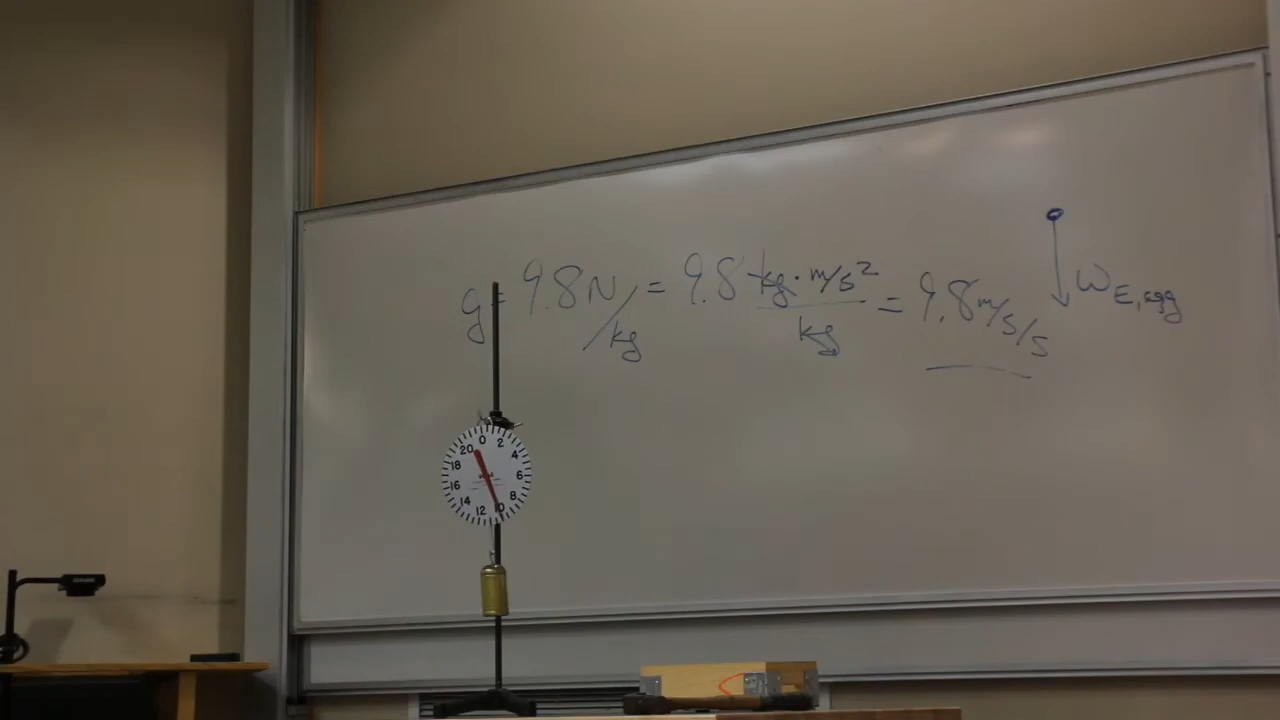 g = 9.8 N/kg = 9.8 kg·m/s² / kg = 9.8 m/s/s
W E, egg
0 2 4 6 8 10 12 14 16 18 20